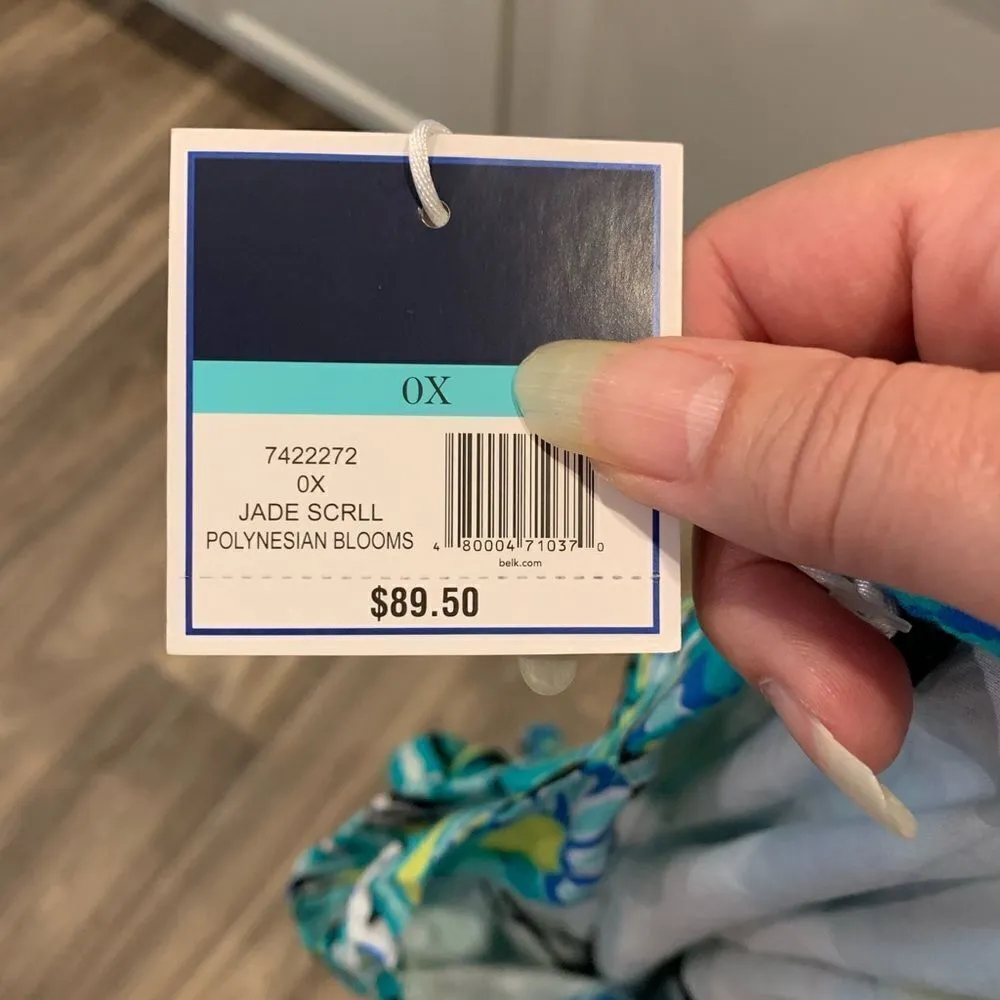 0X
7422272
0X
JADE SCRLL
POLYNESIAN BLOOMS
4 80004 71037 0
belk.com
$89.50